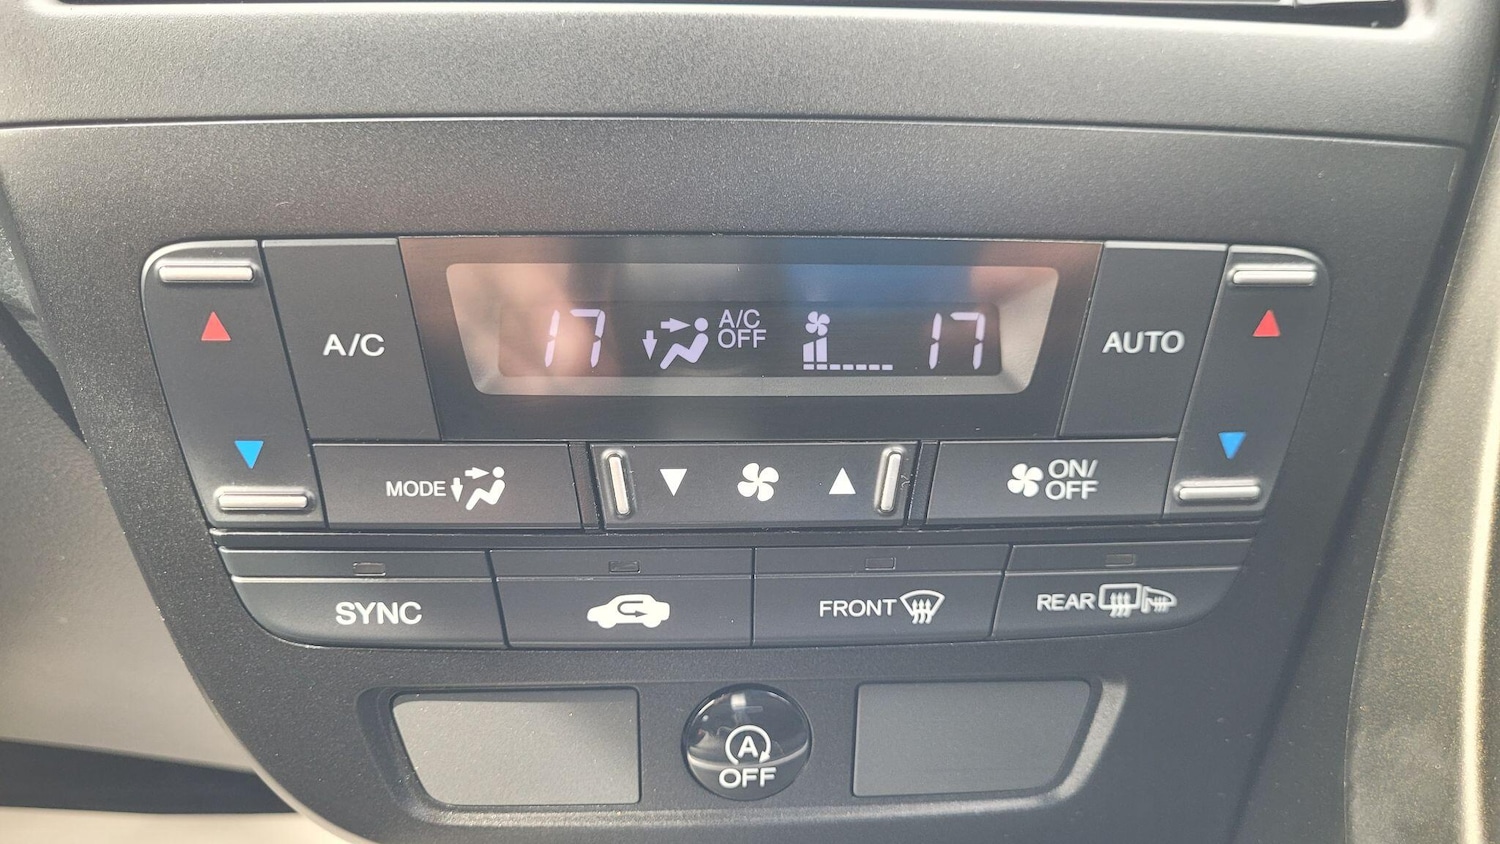 A/C
17
A/C
OFF
17
AUTO
MODE
ON/
OFF
SYNC
FRONT
REAR
A
OFF